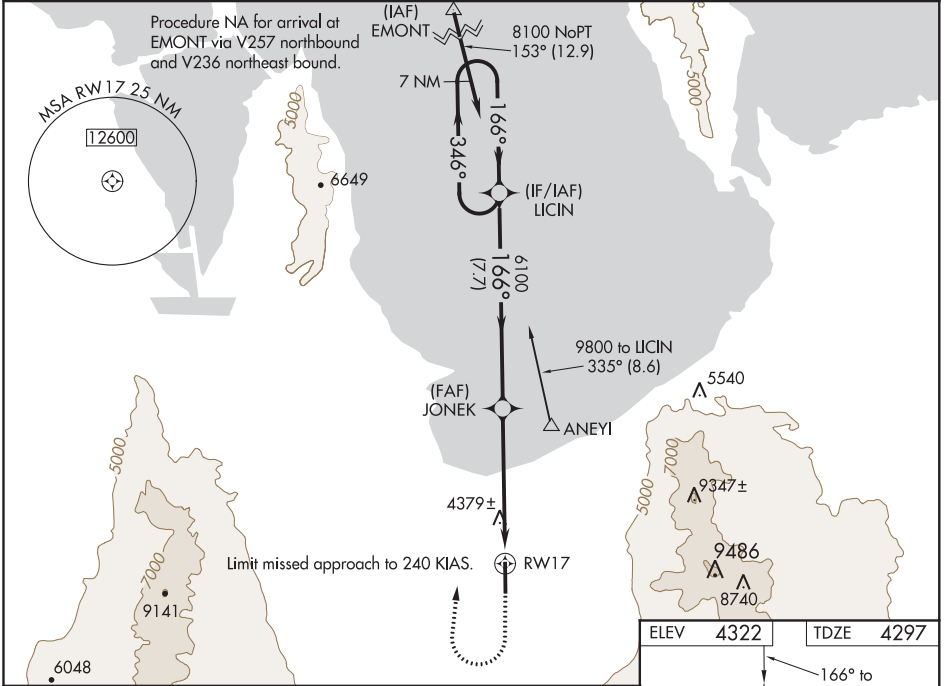 Procedure NA for arrival at
EMONT via V257 northbound
and V236 northeast bound.
(IAF)
EMONT
8100 NoPT
153° (12.9)
7 NM
MSA RW17 25 NM
12600
5000
6649
5000
166°
346°
(IF/IAF)
LICIN
6100
166°
(7.7)
9800 to LICIN
335° (8.6)
(FAF)
JONEK
ANEYI
5540
5000
7000
5000
9347±
4379±
9486
8740
Limit missed approach to 240 KIAS.
RW17
7000
9141
6048
ELEV 4322
TDZE 4297
166° to